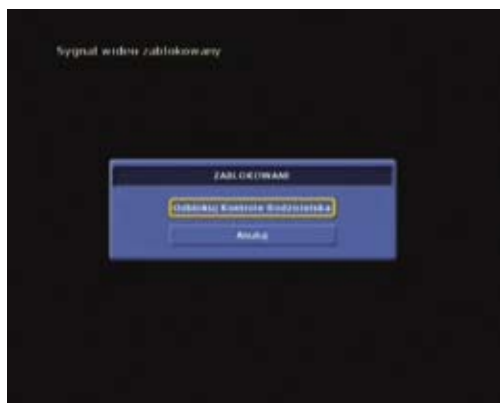 Sygnał wideo zablokowany
ZABLOKOWANE
Odblokuj Kontrolę Rodzicielską
Anuluj